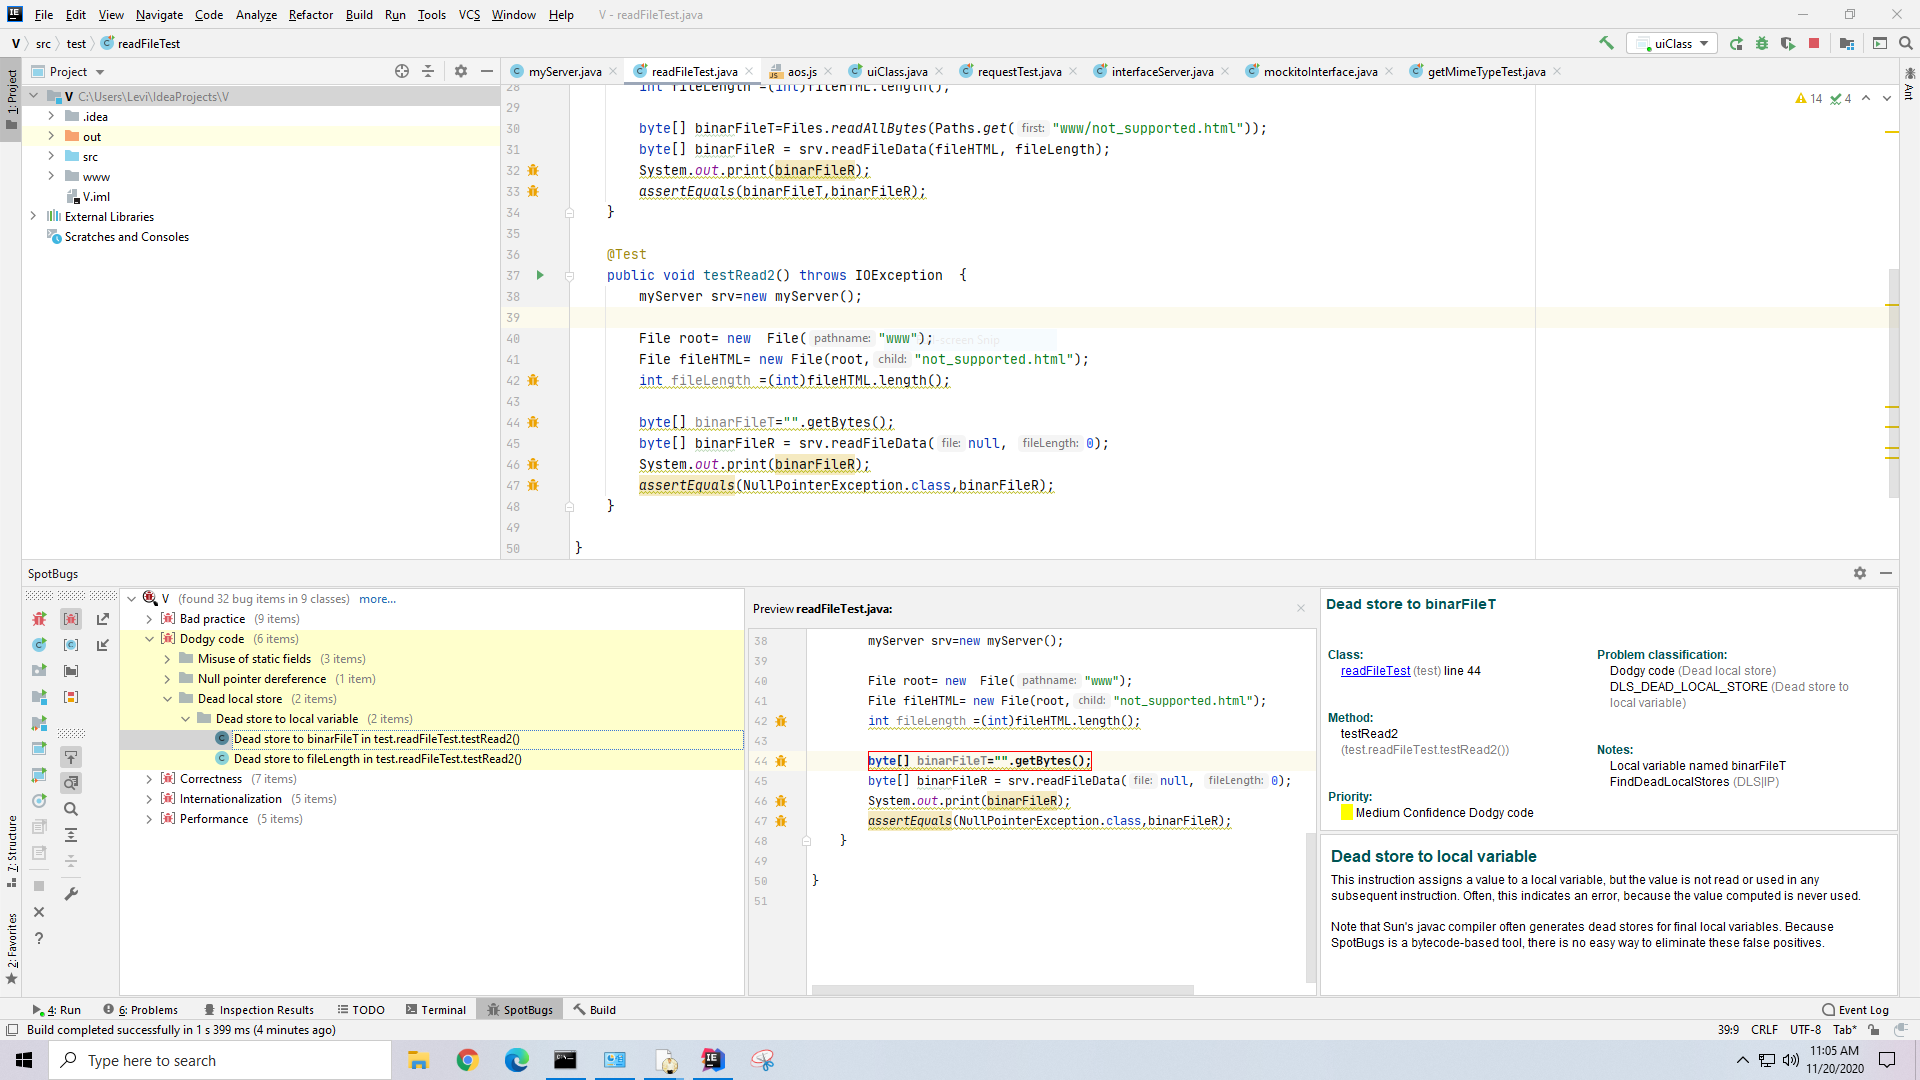 File Edit View Navigate Code Analyze Refactor Build Run Tools VCS Window Help V - readFileTest.java
V src test readFileTest uiClass
Project myServer.java readFileTest.java aos.js uiClass.java requestTest.java interfaceServer.java mockitoInterface.java getMimeTypeTest.java
1: Project
Ant
V C:\Users\Levi\IdeaProjects\V
.idea
out
src
www
V.iml
External Libraries
Scratches and Consoles
14 4
28 int fileLength =(int)fileHTML.length();
29
30 byte[] binarFileT=Files.readAllBytes(Paths.get( first: "www/not_supported.html"));
31 byte[] binarFileR = srv.readFileData(fileHTML, fileLength);
32 System.out.print(binarFileR);
33 assertEquals(binarFileT,binarFileR);
34 }
35
36 @Test
37 public void testRead2() throws IOException {
38 myServer srv=new myServer();
39
40 File root= new File( pathname: "www");
41 File fileHTML= new File(root, child: "not_supported.html");
42 int fileLength =(int)fileHTML.length();
43
44 byte[] binarFileT="".getBytes();
45 byte[] binarFileR = srv.readFileData( file: null, fileLength: 0);
46 System.out.print(binarFileR);
47 assertEquals(NullPointerException.class,binarFileR);
48 }
49
50 }
SpotBugs
V (found 32 bug items in 9 classes) more...
Bad practice (9 items)
Dodgy code (6 items)
Misuse of static fields (3 items)
Null pointer dereference (1 item)
Dead local store (2 items)
Dead store to local variable (2 items)
Dead store to binarFileT in test.readFileTest.testRead2()
Dead store to fileLength in test.readFileTest.testRead2()
Correctness (7 items)
Internationalization (5 items)
Performance (5 items)
7: Structure
2: Favorites
Preview readFileTest.java:
38 myServer srv=new myServer();
39
40 File root= new File( pathname: "www");
41 File fileHTML= new File(root, child: "not_supported.html");
42 int fileLength =(int)fileHTML.length();
43
44 byte[] binarFileT="".getBytes();
45 byte[] binarFileR = srv.readFileData( file: null, fileLength: 0);
46 System.out.print(binarFileR);
47 assertEquals(NullPointerException.class,binarFileR);
48 }
49
50 }
51
Dead store to binarFileT
Class:
readFileTest (test) line 44
Method:
testRead2
(test.readFileTest.testRead2())
Priority:
Medium Confidence Dodgy code
Problem classification:
Dodgy code (Dead local store)
DLS_DEAD_LOCAL_STORE (Dead store to
local variable)
Notes:
Local variable named binarFileT
FindDeadLocalStores (DLS|IP)
Dead store to local variable
This instruction assigns a value to a local variable, but the value is not read or used in any
subsequent instruction. Often, this indicates an error, because the value computed is never used.
Note that Sun's javac compiler often generates dead stores for final local variables. Because
SpotBugs is a bytecode-based tool, there is no easy way to eliminate these false positives.
4: Run 6: Problems Inspection Results TODO Terminal SpotBugs Build Event Log
Build completed successfully in 1 s 399 ms (4 minutes ago) 39:9 CRLF UTF-8 Tab*
Type here to search
11:05 AM
11/20/2020